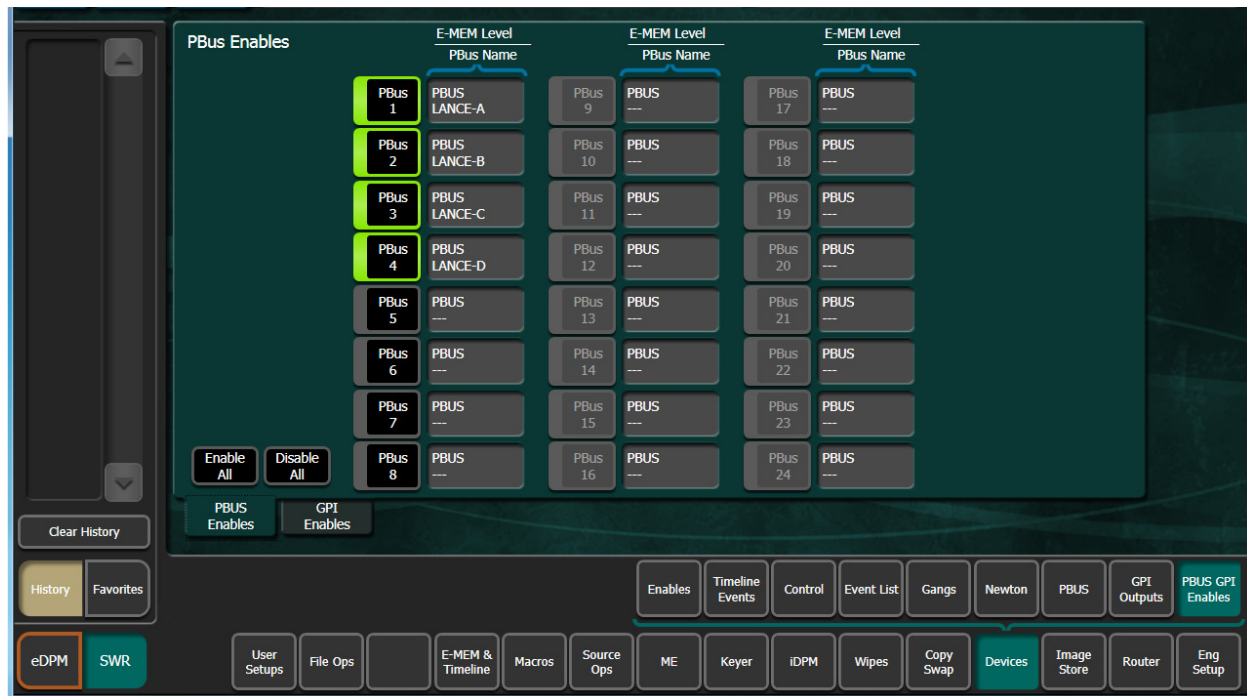 PBus Enables
E-MEM Level
PBus Name
E-MEM Level
PBus Name
E-MEM Level
PBus Name
PBus
1
PBUS
LANCE-A
PBus
9
PBUS
---
PBus
17
PBUS
---
PBus
2
PBUS
LANCE-B
PBus
10
PBUS
---
PBus
18
PBUS
---
PBus
3
PBUS
LANCE-C
PBus
11
PBUS
---
PBus
19
PBUS
---
PBus
4
PBUS
LANCE-D
PBus
12
PBUS
---
PBus
20
PBUS
---
PBus
5
PBUS
---
PBus
13
PBUS
---
PBus
21
PBUS
---
PBus
6
PBUS
---
PBus
14
PBUS
---
PBus
22
PBUS
---
PBus
7
PBUS
---
PBus
15
PBUS
---
PBus
23
PBUS
---
Enable
All
Disable
All
PBus
8
PBUS
---
PBus
16
PBUS
---
PBus
24
PBUS
---
PBUS
Enables
GPI
Enables
Clear History
History
Favorites
Enables
Timeline
Events
Control
Event List
Gangs
Newton
PBUS
GPI
Outputs
PBUS GPI
Enables
eDPM
SWR
User
Setups
File Ops
E-MEM &
Timeline
Macros
Source
Ops
ME
Keyer
iDPM
Wipes
Copy
Swap
Devices
Image
Store
Router
Eng
Setup